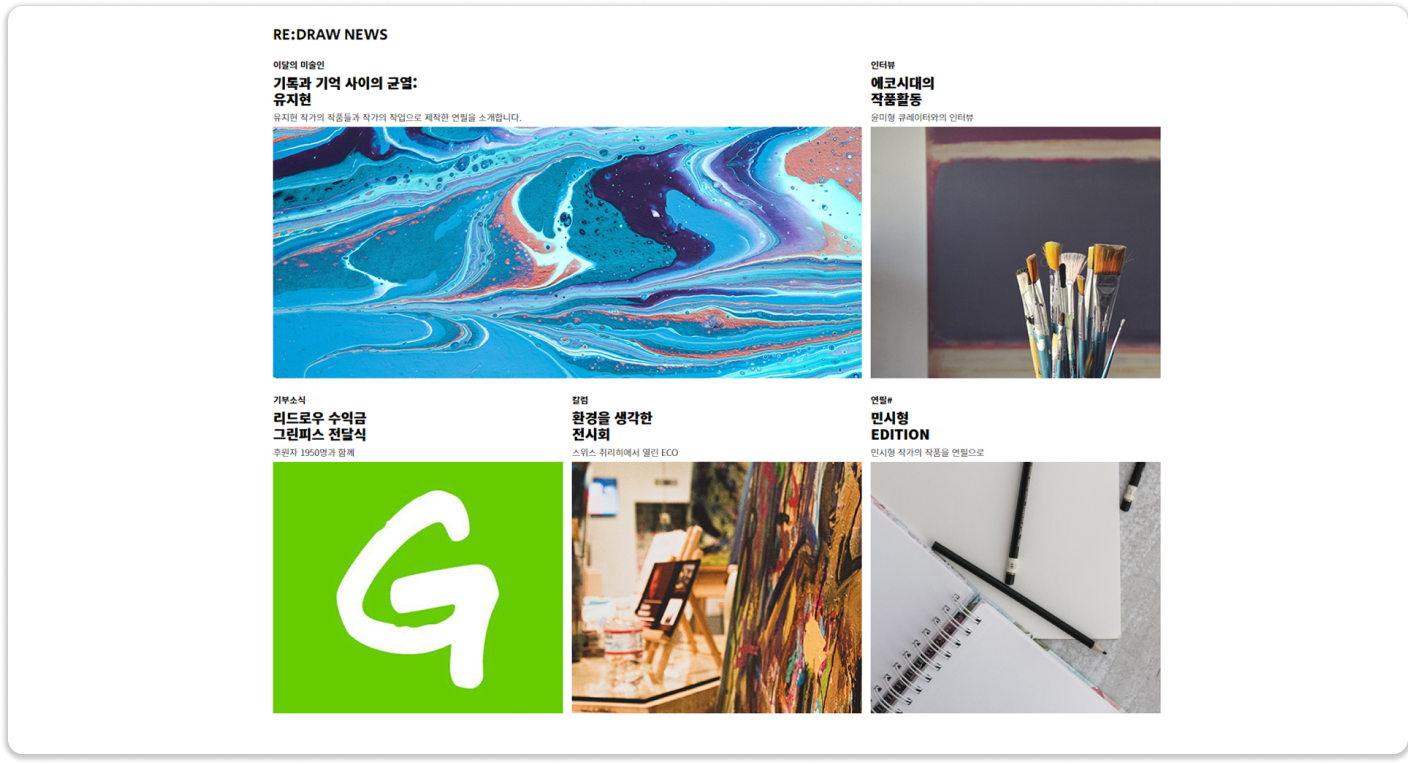 RE:DRAW NEWS
이달의 미술인
기록과 기억 사이의 균열:
유지현
유지현 작가의 작품들과 작가의 작업으로 제작한 연필을 소개합니다.
인터뷰
에코시대의
작품활동
윤미형 큐레이터와의 인터뷰
기부소식
리드로우 수익금
그린피스 전달식
후원자 1950명과 함께
칼럼
환경을 생각한
전시회
스위스 취리히에서 열린 ECO
연필#
민시형
EDITION
민시형 작가의 작품을 연필으로
G